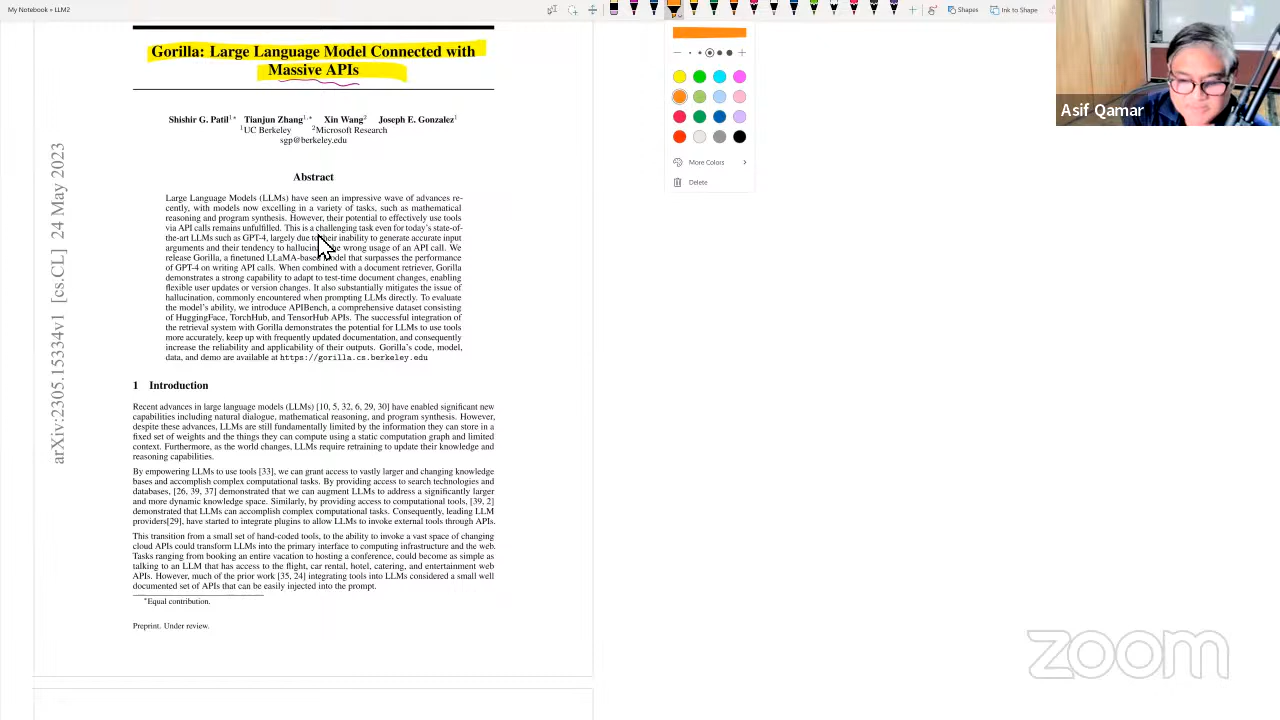 My Notebook » LLM2
Shapes
Ink to Shape
Gorilla: Large Language Model Connected with
Massive APIs
Shishir G. Patil1∗ Tianjun Zhang1,∗ Xin Wang2 Joseph E. Gonzalez1
1UC Berkeley 2Microsoft Research
sgp@berkeley.edu
Abstract
Large Language Models (LLMs) have seen an impressive wave of advances re-
cently, with models now excelling in a variety of tasks, such as mathematical
reasoning and program synthesis. However, their potential to effectively use tools
via API calls remains unfulfilled. This is a challenging task even for today's state-of-
the-art LLMs such as GPT-4, largely due to their inability to generate accurate input
arguments and their tendency to hallucinate wrong usage of an API call. We
release Gorilla, a finetuned LLaMA-based model that surpasses the performance
of GPT-4 on writing API calls. When combined with a document retriever, Gorilla
demonstrates a strong capability to adapt to test-time document changes, enabling
flexible user updates or version changes. It also substantially mitigates the issue of
hallucination, commonly encountered when prompting LLMs directly. To evaluate
the model's ability, we introduce APIBench, a comprehensive dataset consisting
of HuggingFace, TorchHub, and TensorHub APIs. The successful integration of
the retrieval system with Gorilla demonstrates the potential for LLMs to use tools
more accurately, keep up with frequently updated documentation, and consequently
increase the reliability and applicability of their outputs. Gorilla's code, model,
data, and demo are available at https://gorilla.cs.berkeley.edu
1 Introduction
Recent advances in large language models (LLMs) [10, 5, 32, 6, 29, 30] have enabled significant new
capabilities including natural dialogue, mathematical reasoning, and program synthesis. However,
despite these advances, LLMs are still fundamentally limited by the information they can store in a
fixed set of weights and the things they can compute using a static computation graph and limited
context. Furthermore, as the world changes, LLMs require retraining to update their knowledge and
reasoning capabilities.
By empowering LLMs to use tools [33], we can grant access to vastly larger and changing knowledge
bases and accomplish complex computational tasks. By providing access to search technologies and
databases, [26, 39, 37] demonstrated that we can augment LLMs to address a significantly larger
and more dynamic knowledge space. Similarly, by providing access to computational tools, [39, 2]
demonstrated that LLMs can accomplish complex computational tasks. Consequently, leading LLM
providers[29], have started to integrate plugins to allow LLMs to invoke external tools through APIs.
This transition from a small set of hand-coded tools, to the ability to invoke a vast space of changing
cloud APIs could transform LLMs into the primary interface to computing infrastructure and the web.
Tasks ranging from booking an entire vacation to hosting a conference, could become as simple as
talking to an LLM that has access to the flight, car rental, hotel, catering, and entertainment web
APIs. However, much of the prior work [35, 24] integrating tools into LLMs considered a small well
documented set of APIs that can be easily injected into the prompt.
∗Equal contribution.
Preprint. Under review.
arXiv:2305.15334v1 [cs.CL] 24 May 2023
More Colors
Delete
Asif Qamar
zoom